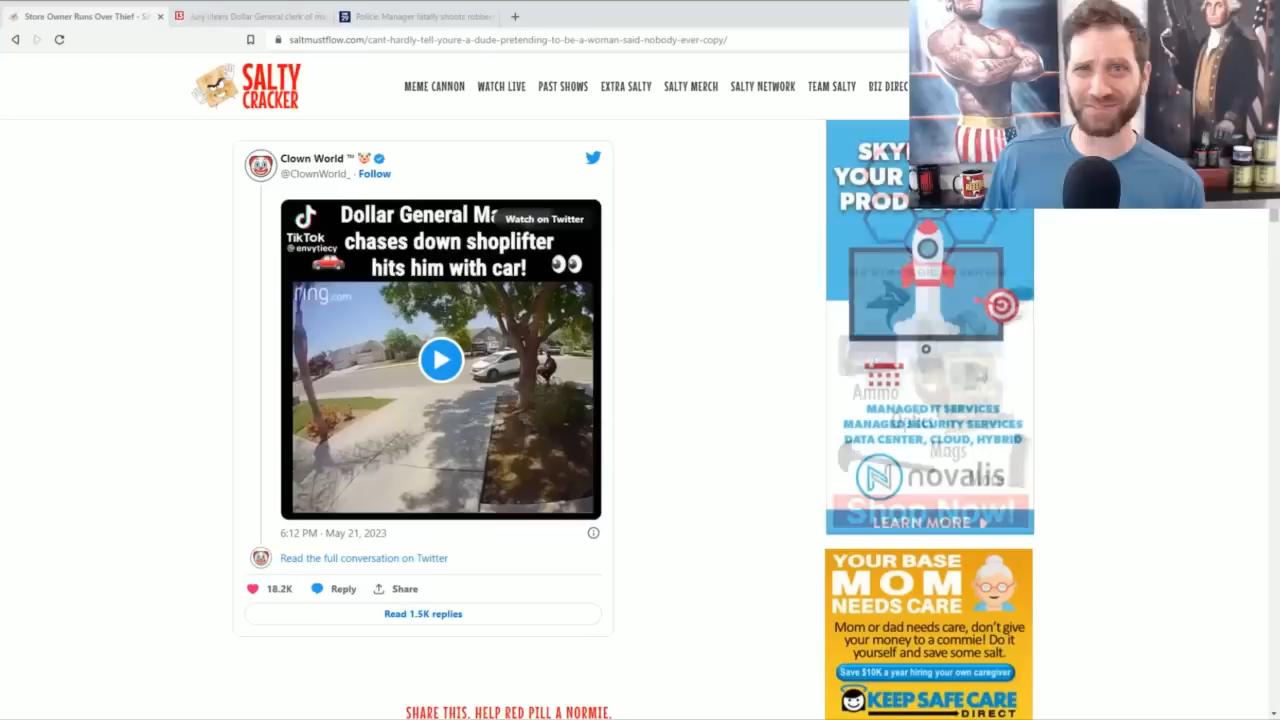 Store Owner Runs Over Thief - Sa
Jury clears Dollar General clerk of mu
Police: Manager fatally shoots robber
saltmustflow.com/cant-hardly-tell-youre-a-dude-pretending-to-be-a-woman-said-nobody-ever-copy/
SALTY
CRACKER
MEME CANNON WATCH LIVE PAST SHOWS EXTRA SALTY SALTY MERCH SALTY NETWORK TEAM SALTY BIZ DIREC
Clown World ™
@ClownWorld_ · Follow
TikTok
@envytiecy
Dollar General Ma
Watch on Twitter
chases down shoplifter
hits him with car!
ring.com
6:12 PM · May 21, 2023
Read the full conversation on Twitter
18.2K Reply Share
Read 1.5K replies
SHARE THIS. HELP RED PILL A NORMIE.
SKY
YOUR
PROD
Ammo
MANAGED IT SERVICES
MANAGED SECURITY SERVICES
DATA CENTER, CLOUD, HYBRID
Mags
novalis
Shop Now!
LEARN MORE
YOUR BASE
MOM
NEEDS CARE
Mom or dad needs care, don't give
your money to a commie! Do it
yourself and save some salt.
Save $10K a year hiring your own caregiver
KEEP SAFE CARE
DIRECT